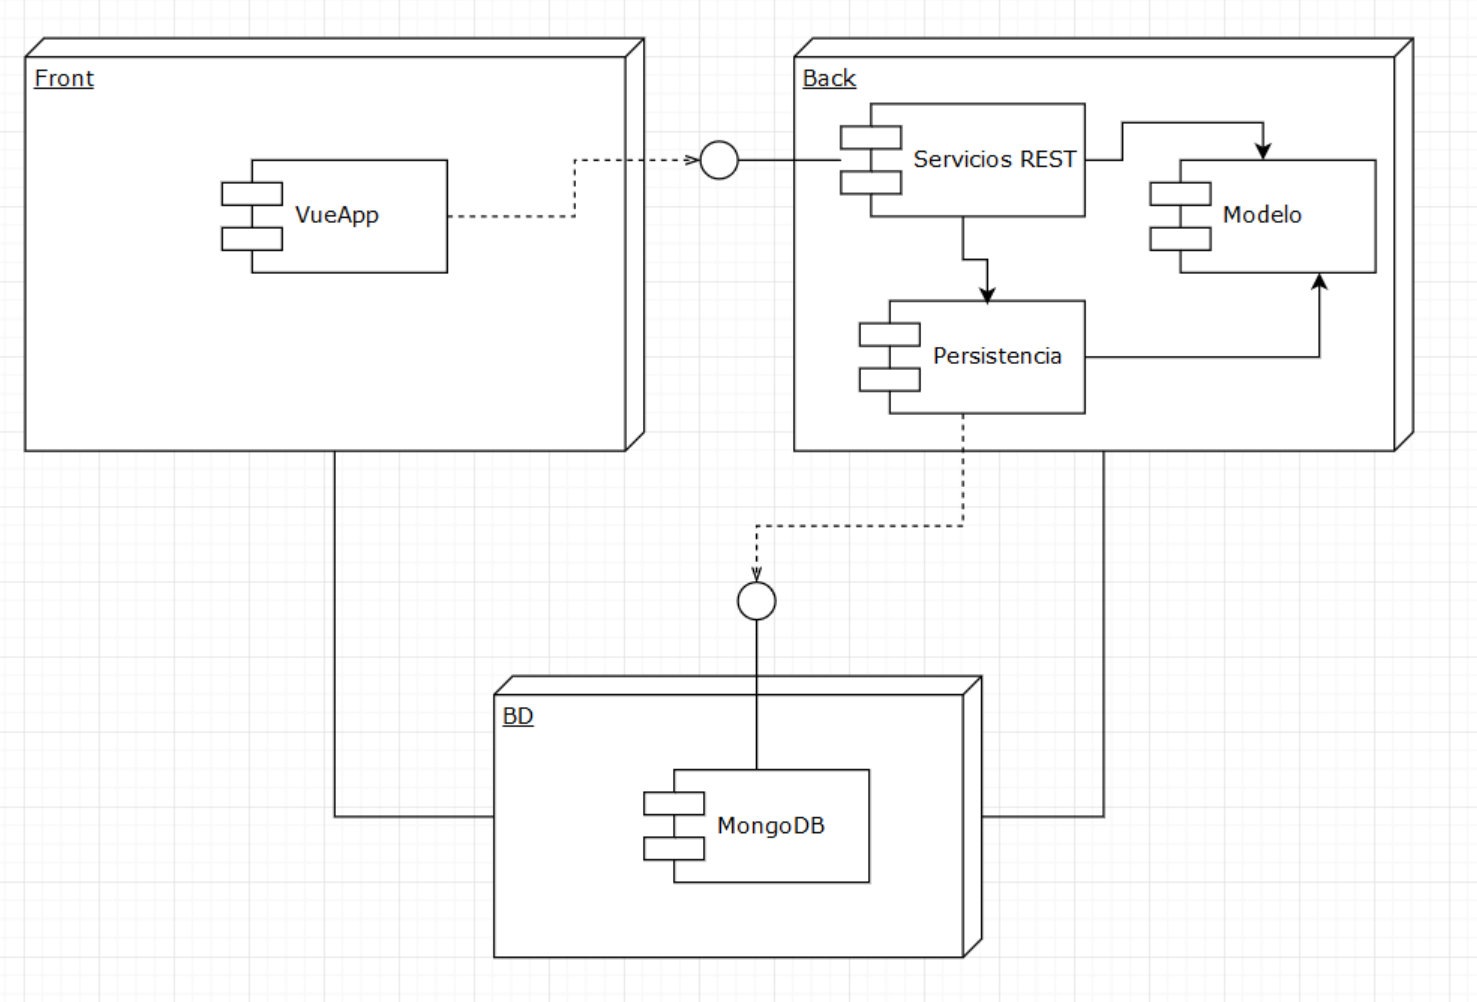 Front
VueApp
Back
Servicios REST
Modelo
Persistencia
BD
MongoDB